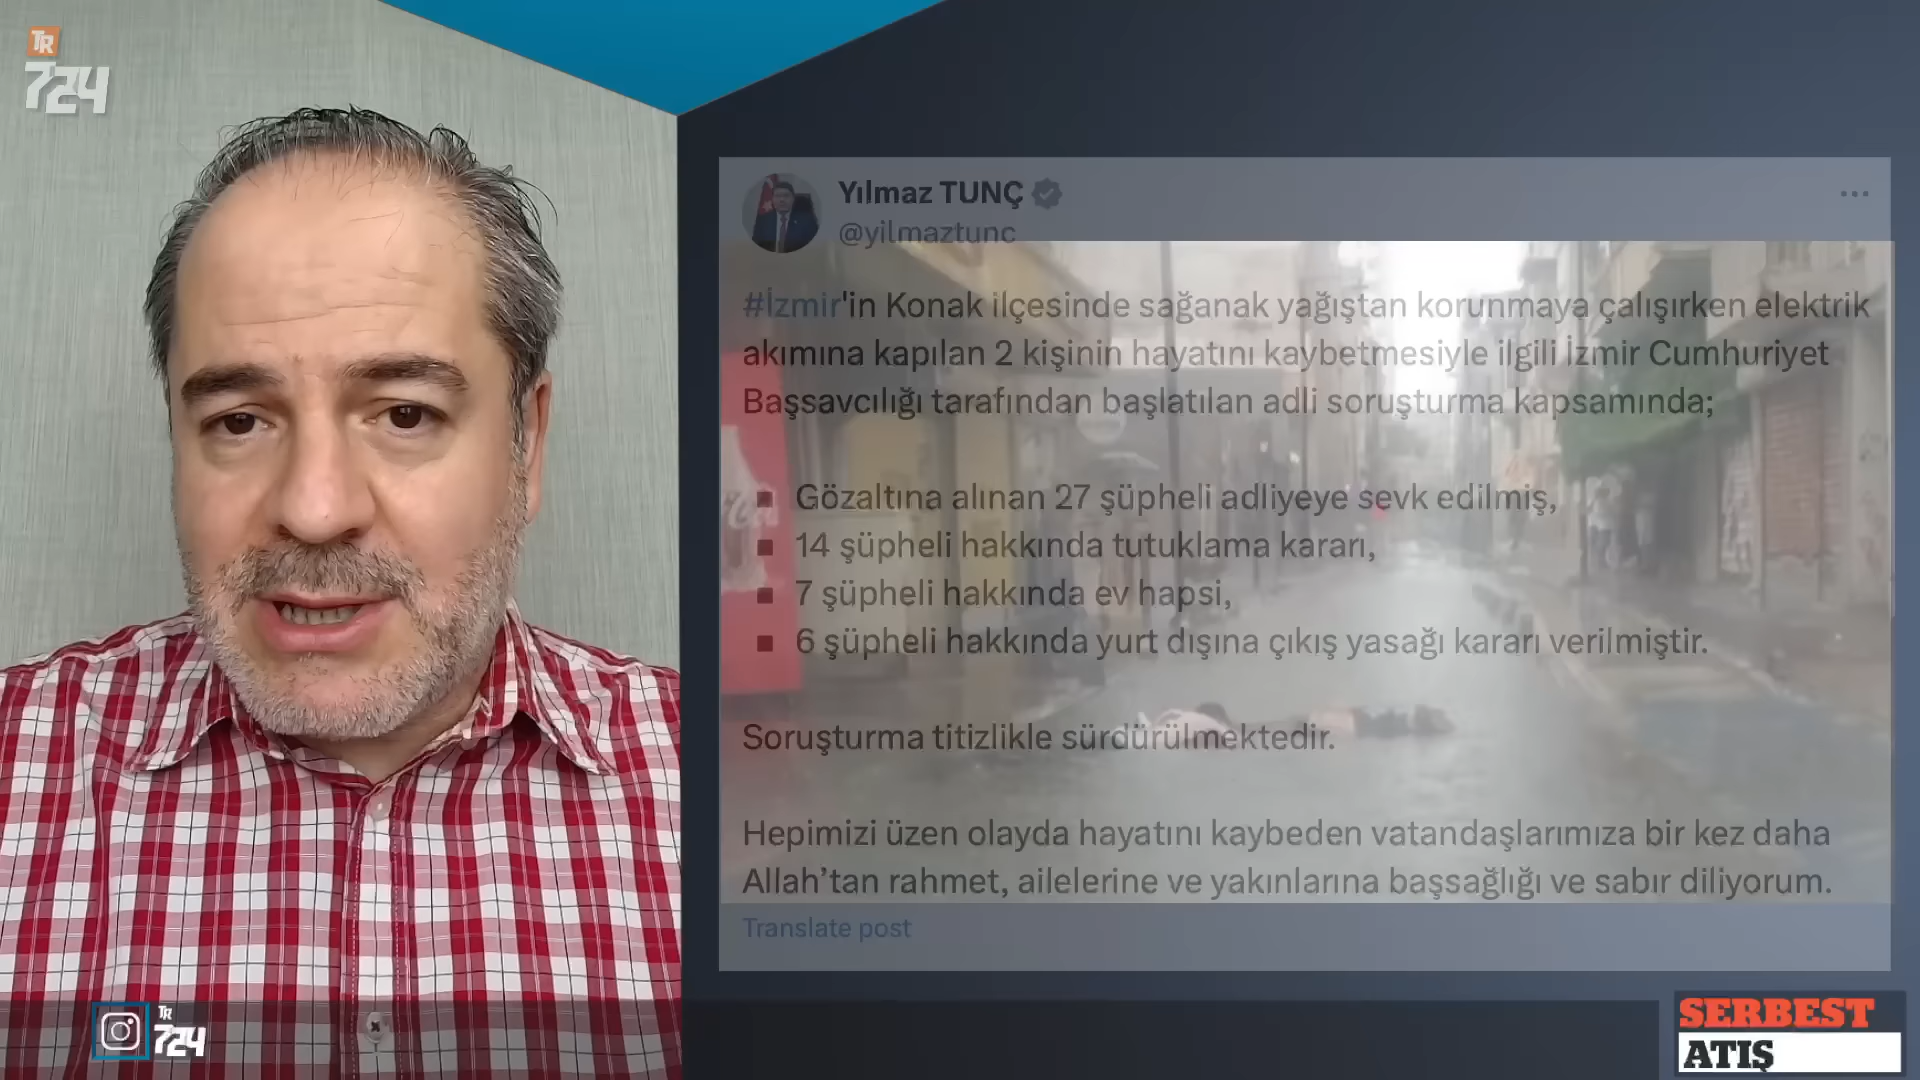 TR
724
Yılmaz TUNÇ
@yilmaztunc
#İzmir'in Konak ilçesinde sağanak yağıştan korunmaya çalışırken elektrik
akımına kapılan 2 kişinin hayatını kaybetmesiyle ilgili İzmir Cumhuriyet
Başsavcılığı tarafından başlatılan adli soruşturma kapsamında;
▪ Gözaltına alınan 27 şüpheli adliyeye sevk edilmiş,
▪ 14 şüpheli hakkında tutuklama kararı,
▪ 7 şüpheli hakkında ev hapsi,
▪ 6 şüpheli hakkında yurt dışına çıkış yasağı kararı verilmiştir.
Soruşturma titizlikle sürdürülmektedir.
Hepimizi üzen olayda hayatını kaybeden vatandaşlarımıza bir kez daha
Allah’tan rahmet, ailelerine ve yakınlarına başsağlığı ve sabır diliyorum.
Translate post
TR
724
SERBEST
ATIŞ